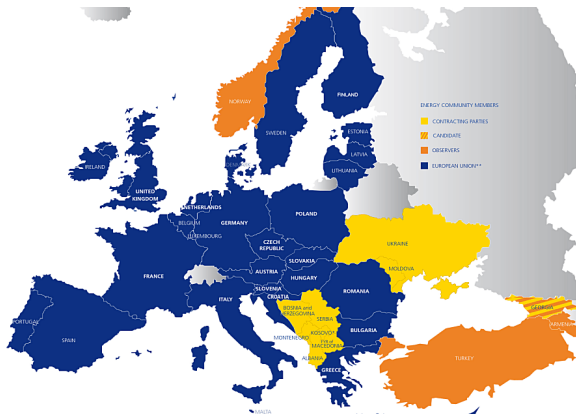 FINLAND
NORWAY
SWEDEN
ENERGY COMMUNITY MEMBERS
CONTRACTING PARTIES
CANDIDATE
OBSERVERS
EUROPEAN UNION**
ESTONIA
LATVIA
LITHUANIA
IRELAND
UNITED
KINGDOM
NETHERLANDS
BELGIUM
LUXEMBOURG
GERMANY
POLAND
CZECH
REPUBLIC
SLOVAKIA
UKRAINE
MOLDOVA
FRANCE
AUSTRIA
HUNGARY
SLOVENIA
CROATIA
ROMANIA
ITALY
BOSNIA and
HERZEGOVINA
SERBIA
KOSOVO*
MONTENEGRO
FYR of
MACEDONIA
ALBANIA
BULGARIA
GREECE
PORTUGAL
SPAIN
GEORGIA
ARMENIA
TURKEY
MALTA